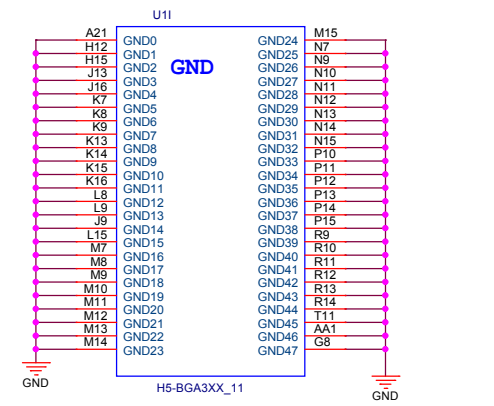 U1I
A21 GND0 GND24 M15
H12 GND1 GND25 N7
H15 GND2 GND26 N9
GND
J13 GND3 GND27 N10
J16 GND4 GND28 N11
K7 GND5 GND29 N12
K8 GND6 GND30 N13
K9 GND7 GND31 N14
K13 GND8 GND32 N15
K14 GND9 GND33 P10
K15 GND10 GND34 P11
K16 GND11 GND35 P12
L8 GND12 GND36 P13
L9 GND13 GND37 P14
J9 GND14 GND38 P15
L15 GND15 GND39 R9
M7 GND16 GND40 R10
M8 GND17 GND41 R11
M9 GND18 GND42 R12
M10 GND19 GND43 R13
M11 GND20 GND44 R14
M12 GND21 GND45 T11
M13 GND22 GND46 AA1
M14 GND23 GND47 G8
GND
H5-BGA3XX_11
GND